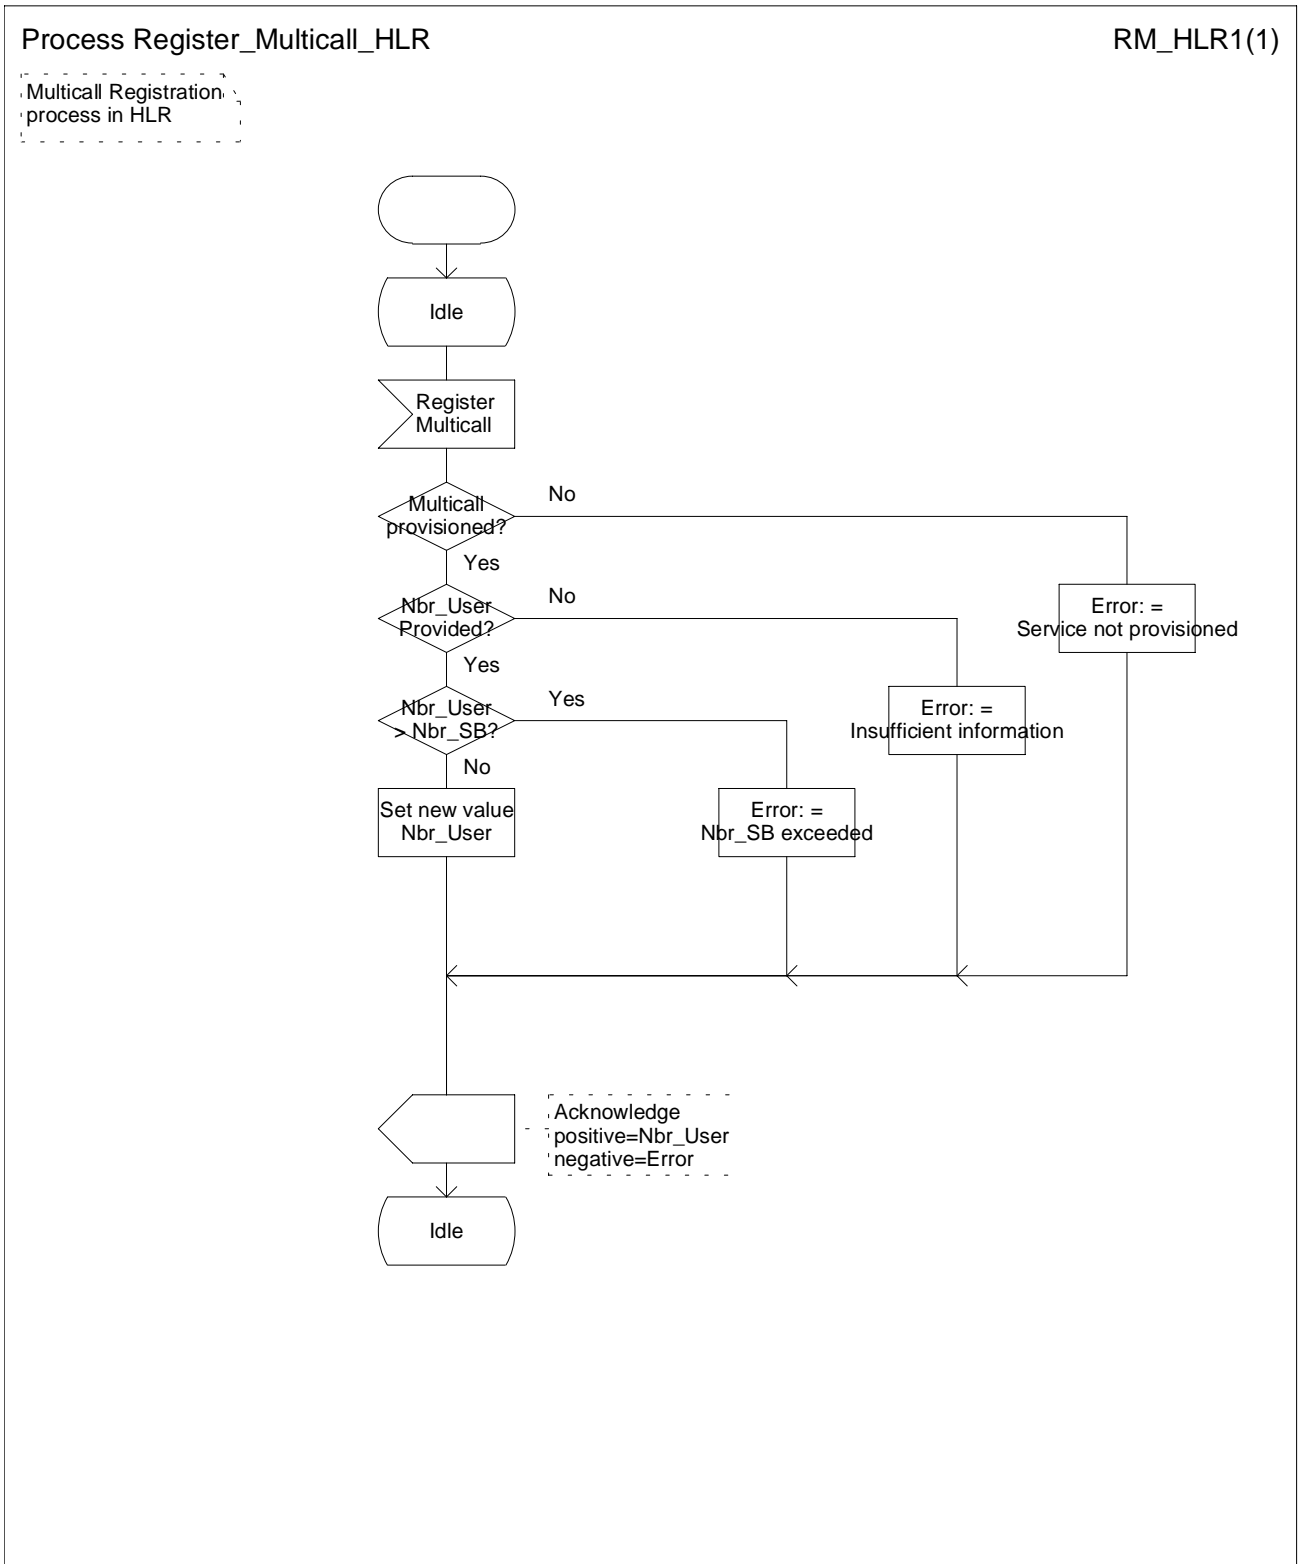 Process Register_Multicall_HLR
RM_HLR1(1)
Multicall Registration
process in HLR
Idle
Register
Multicall
Multicall
provisioned?
No
Yes
Nbr_User
Provided?
No
Error: =
Service not provisioned
Yes
Nbr_User
> Nbr_SB?
Yes
Error: =
Insufficient information
No
Set new value
Nbr_User
Error: =
Nbr_SB exceeded
Acknowledge
positive=Nbr_User
negative=Error
Idle